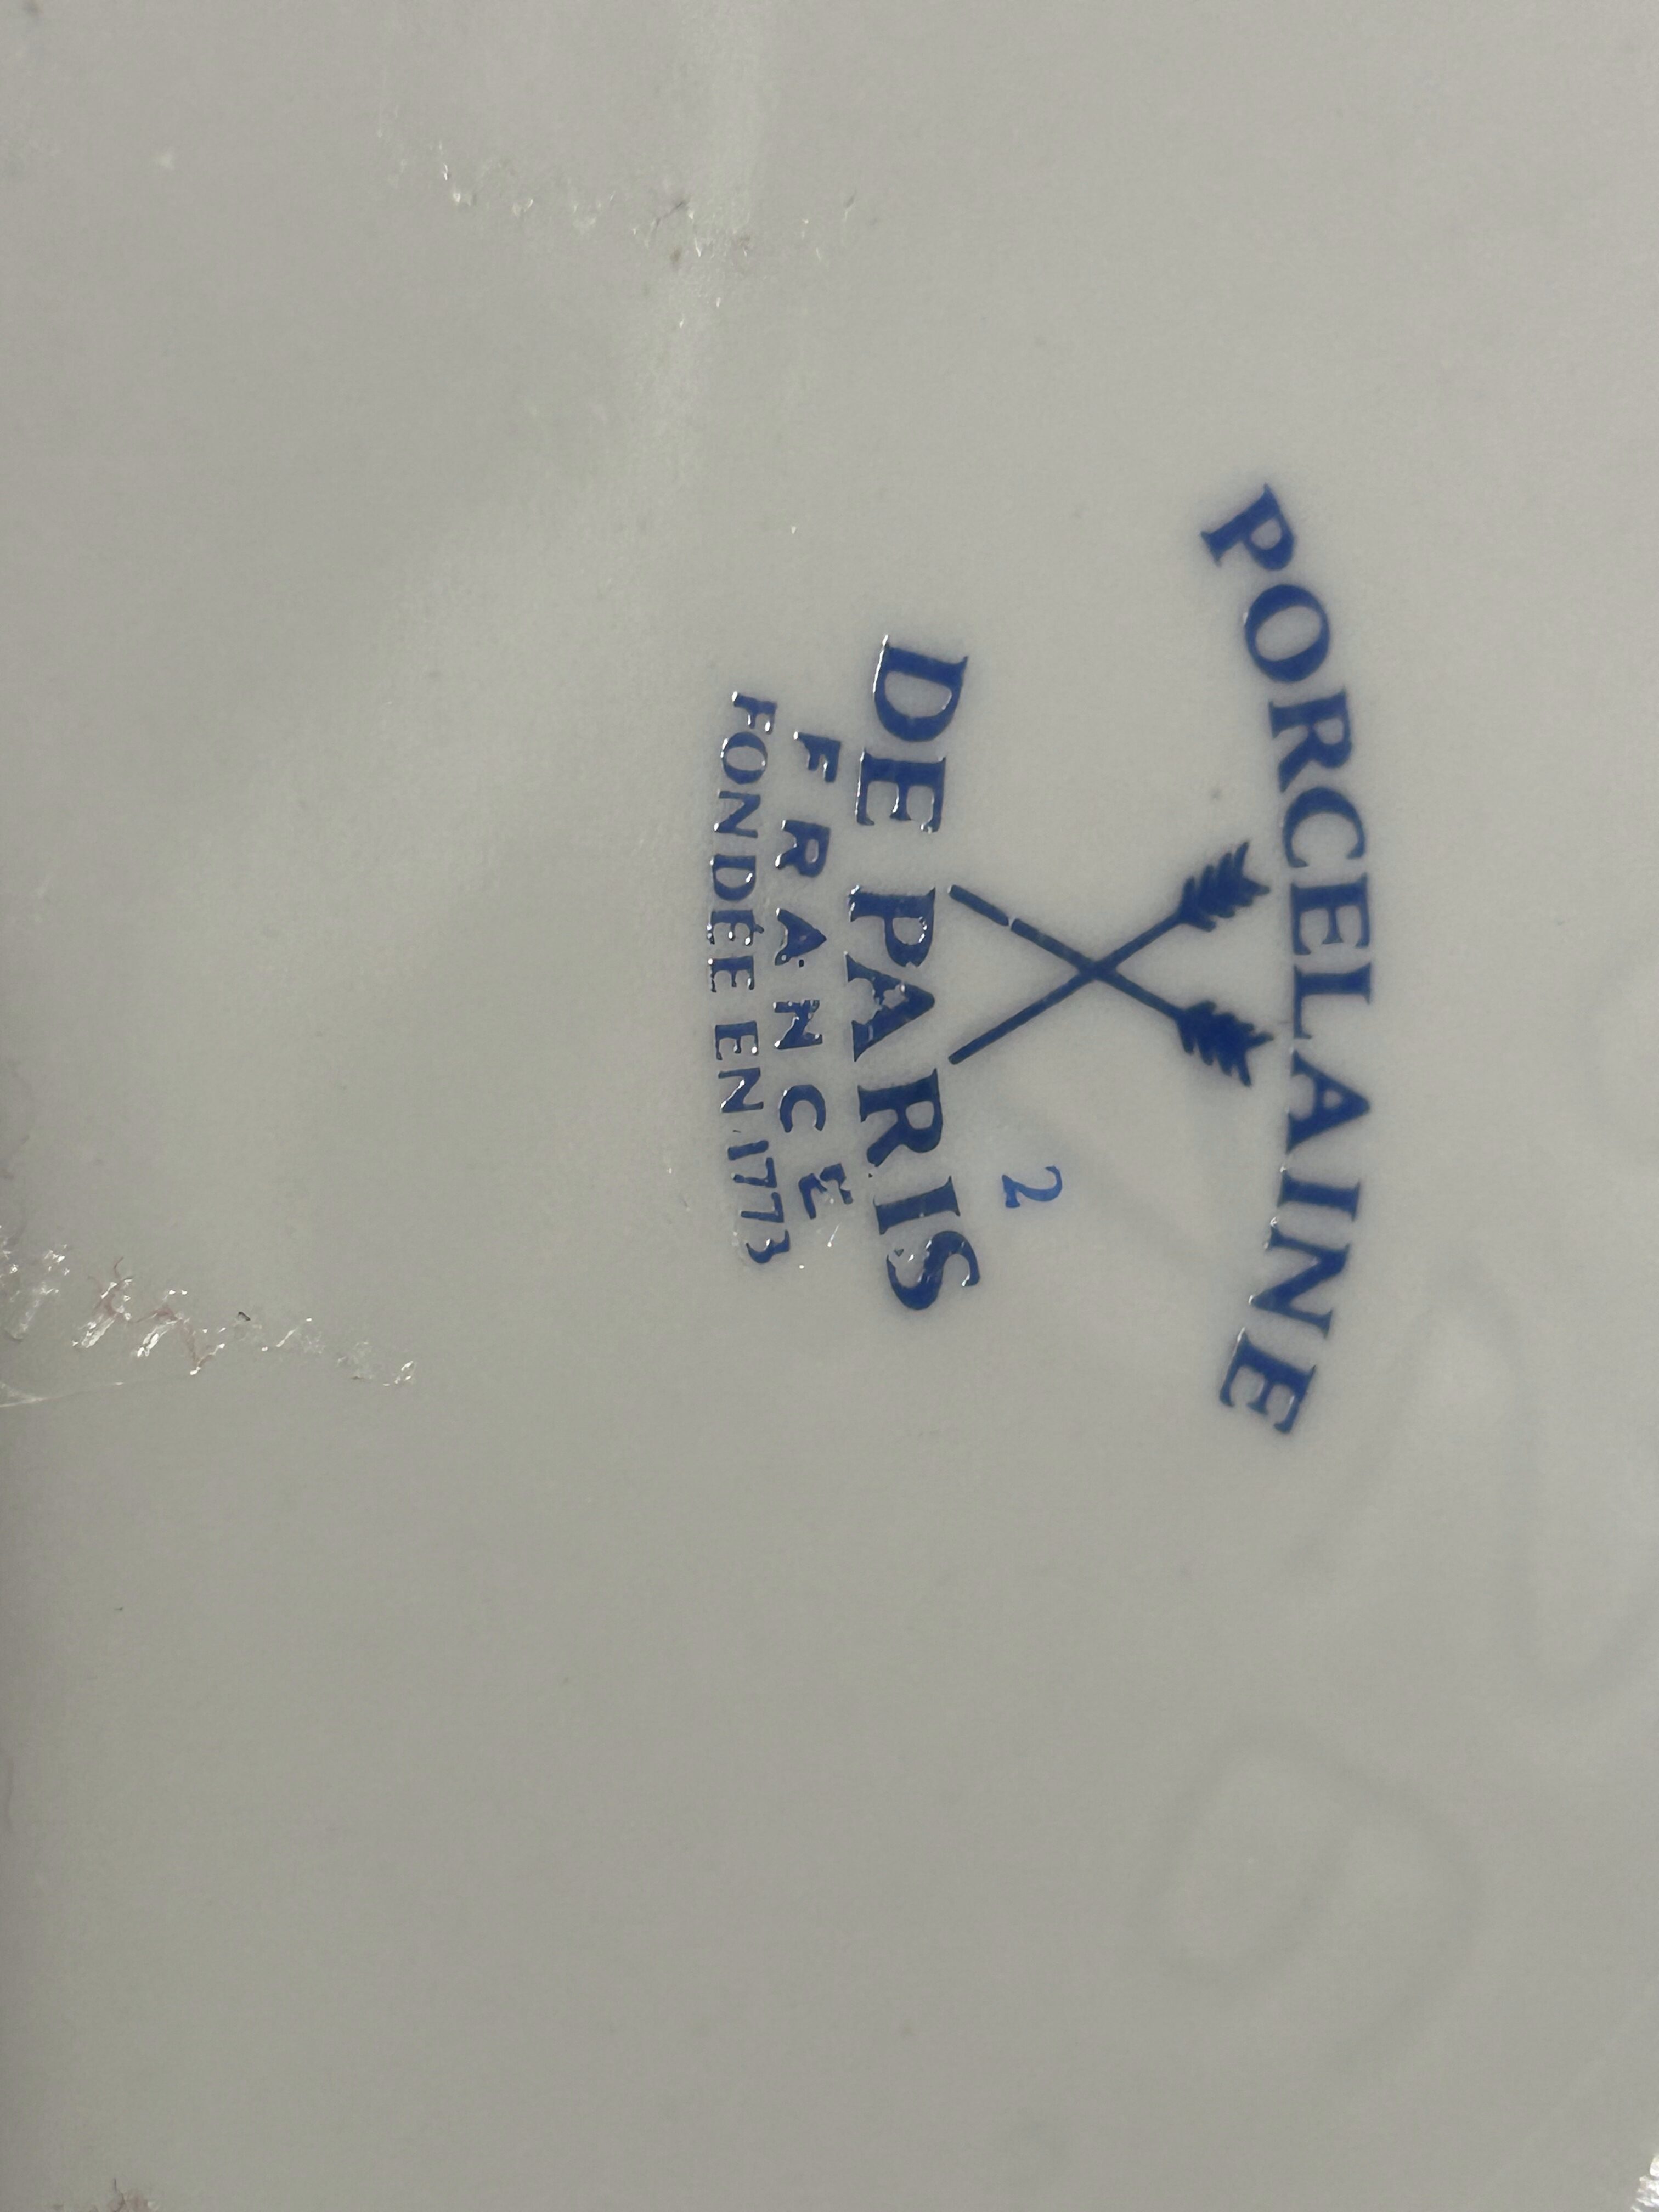 PORCELAINE
2
DE PARIS
FRANCE
FONDÉE EN 1773